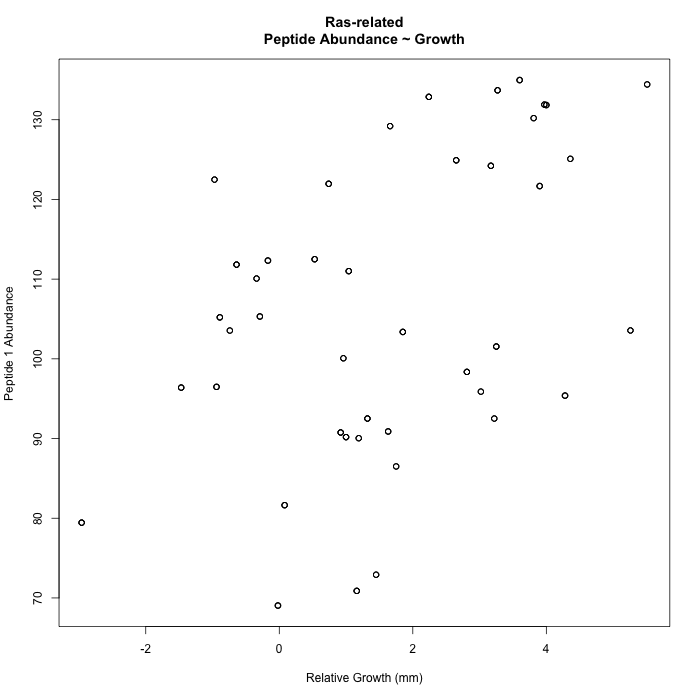 Ras-related
Peptide Abundance ~ Growth
Peptide 1 Abundance
130
120
110
100
90
80
70
-2 0 2 4
Relative Growth (mm)